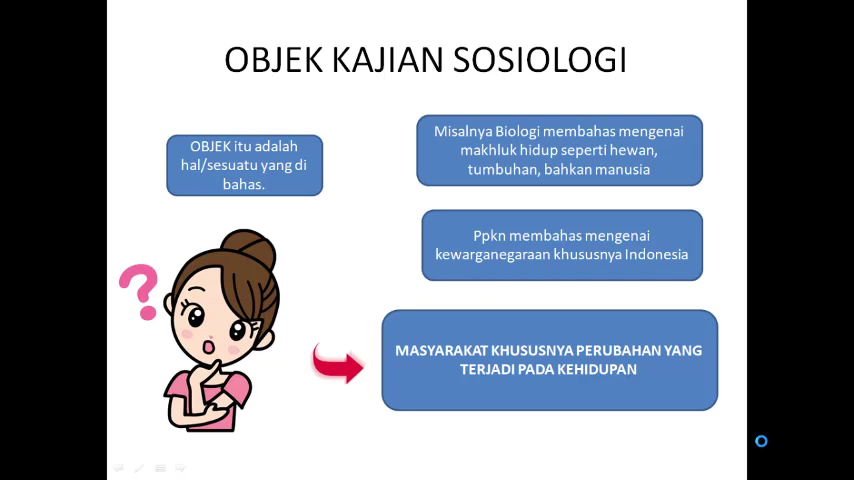 OBJEK KAJIAN SOSIOLOGI
OBJEK itu adalah
hal/sesuatu yang di
bahas.
Misalnya Biologi membahas mengenai
makhluk hidup seperti hewan,
tumbuhan, bahkan manusia
Ppkn membahas mengenai
kewarganegaraan khususnya Indonesia
?
MASYARAKAT KHUSUSNYA PERUBAHAN YANG
TERJADI PADA KEHIDUPAN